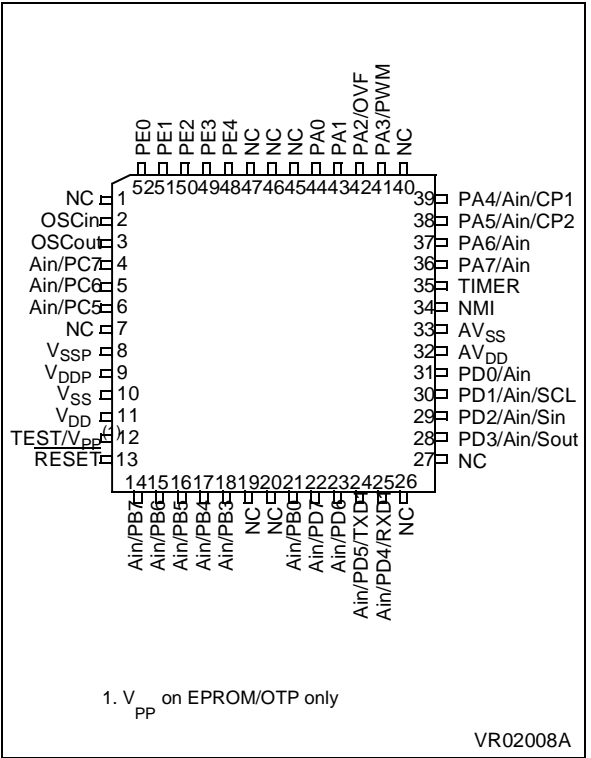 PE0
PE1
PE2
PE3
PE4
NC
NC
NC
PA0
PA1
PA2/OVF
PA3/PWM
NC
52 51 50 49 48 47 46 45 44 43 42 41 40
NC 1
OSCin 2
OSCout 3
Ain/PC7 4
Ain/PC6 5
Ain/PC5 6
NC 7
VSSP 8
VDDP 9
VSS 10
VDD 11
TEST/VPP(1) 12
RESET 13
39 PA4/Ain/CP1
38 PA5/Ain/CP2
37 PA6/Ain
36 PA7/Ain
35 TIMER
34 NMI
33 AVSS
32 AVDD
31 PD0/Ain
30 PD1/Ain/SCL
29 PD2/Ain/Sin
28 PD3/Ain/Sout
27 NC
14 15 16 17 18 19 20 21 22 23 24 25 26
Ain/PB7
Ain/PB6
Ain/PB5
Ain/PB4
Ain/PB3
NC
NC
Ain/PB0
Ain/PD7
Ain/PD6
Ain/PD5/TXD1
Ain/PD4/RXD1
NC
1. VPP on EPROM/OTP only
VR02008A